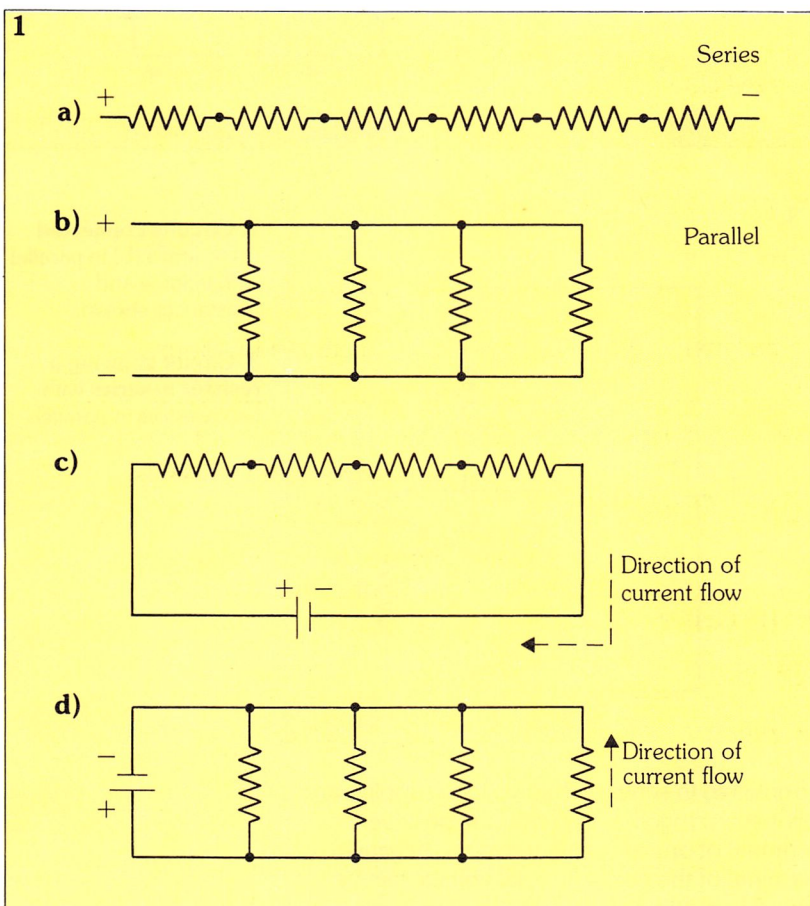 1
Series
a) + −
b) +
Parallel
−
c)
+ −
Direction of
current flow
d)
−
+
Direction of
current flow